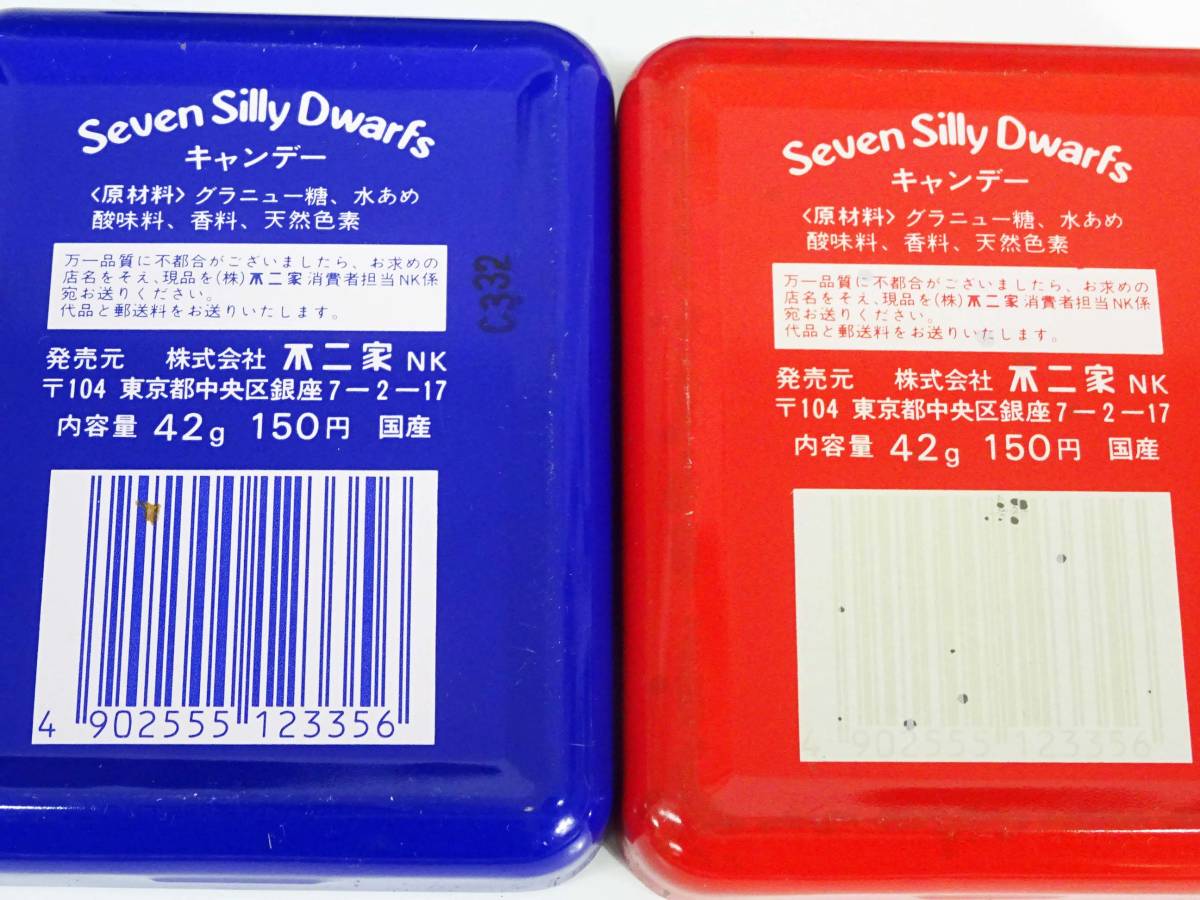 Seven Silly Dwarfs
キャンデー
〈原材料〉グラニュー糖、水あめ
酸味料、香料、天然色素
万一品質に不都合がございましたら、お求めの
店名をそえ、現品を(株)不二家消費者担当NK係
宛お送りください。
代品と郵送料をお送りいたします。
C332
発売元 株式会社 不二家 NK
〒104 東京都中央区銀座7-2-17
内容量 42g 150円 国産
4 902555 123356
Seven Silly Dwarfs
キャンデー
〈原材料〉グラニュー糖、水あめ
酸味料、香料、天然色素
万一品質に不都合がございましたら、お求めの
店名をそえ、現品を(株)不二家消費者担当NK係
宛お送りください。
代品と郵送料をお送りいたします。
発売元 株式会社 不二家 NK
〒104 東京都中央区銀座7-2-17
内容量 42g 150円 国産
4 902555 123356